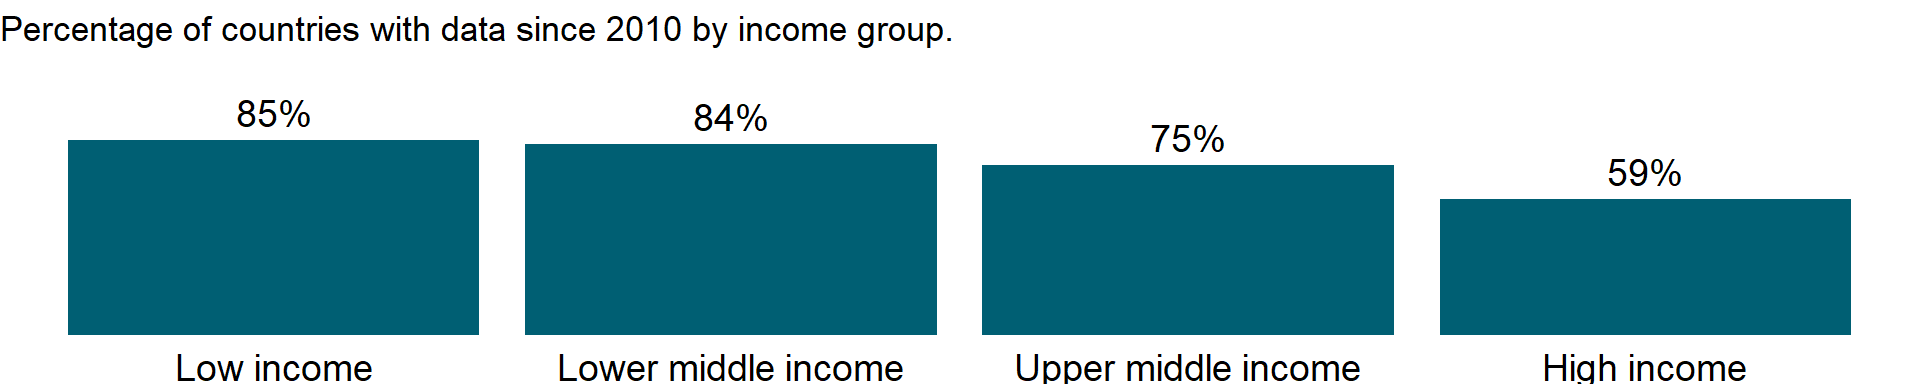 Percentage of countries with data since 2010 by income group.
85%
84%
75%
59%
Low income
Lower middle income
Upper middle income
High income